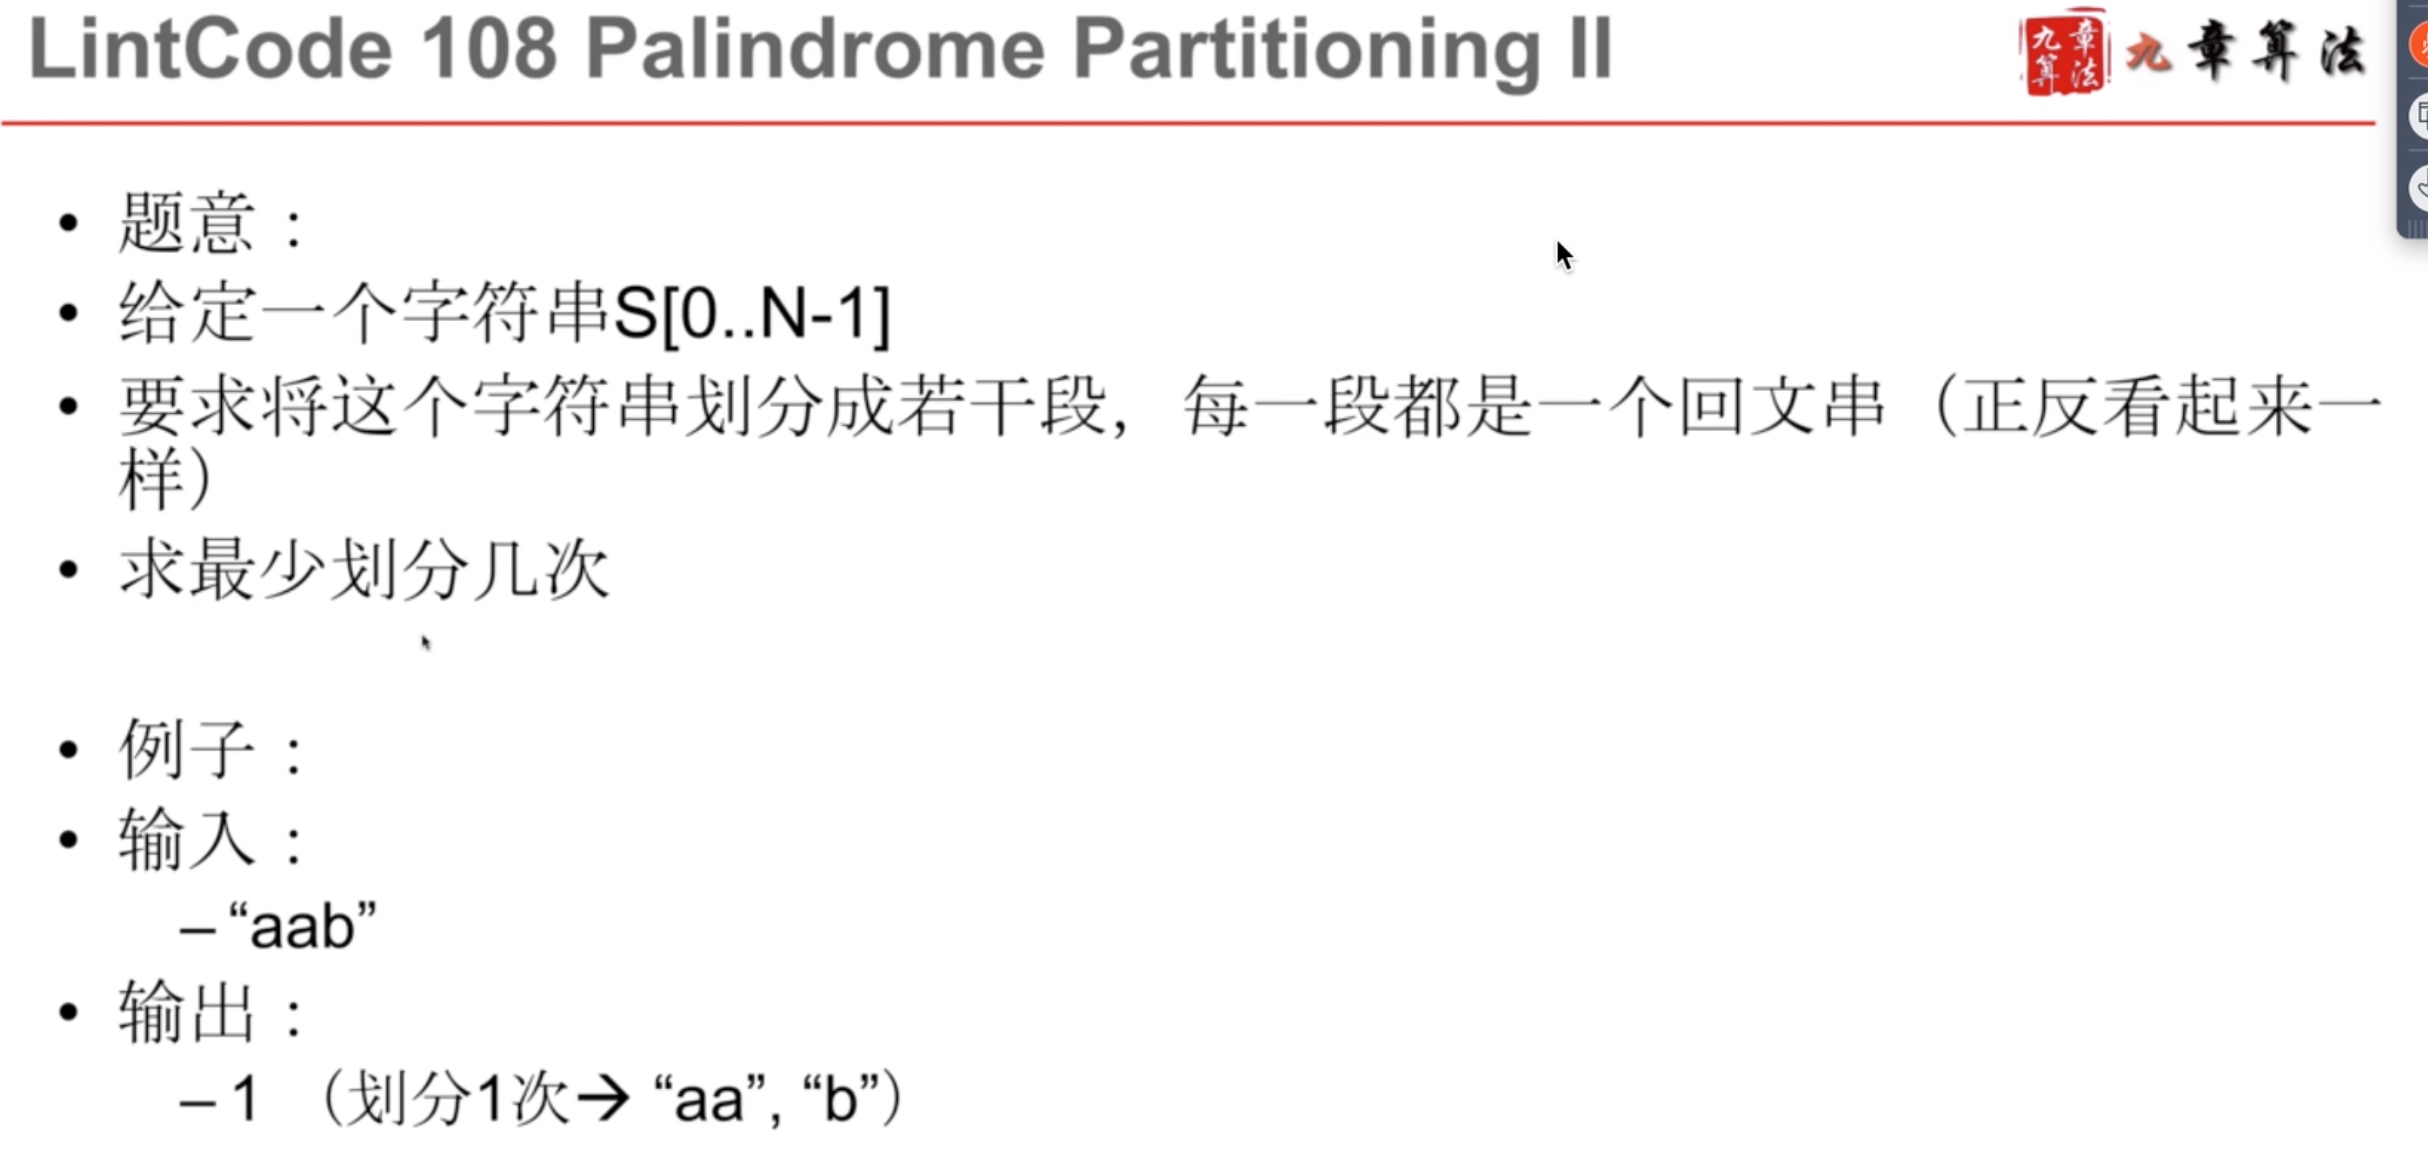 LintCode 108 Palindrome Partitioning II
九章算法
九章算法
• 题意：
• 给定一个字符串S[0..N-1]
• 要求将这个字符串划分成若干段，每一段都是一个回文串（正反看起来一
样）
• 求最少划分几次
• 例子：
• 输入：
– “aab”
• 输出：
– 1 （划分1次→ “aa”, “b”）